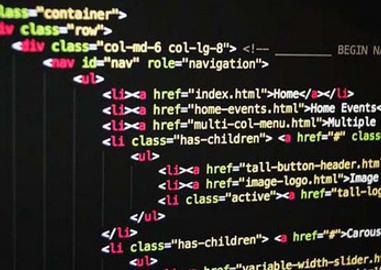 lass="container">
iv class="row">
<div class="col-md-6 col-lg-8"> <!-- __________ BEGIN NA
<nav id="nav" role="navigation">
<ul>
<li><a href="index.html">Home</a></li>
<li><a href="home-events.html">Home Events<
<li><a href="multi-col-menu.html">Multiple
<li class="has-children"> <a href="#" class
<ul>
<li><a href="tall-button-header.htm
<li><a href="image-logo.html">Image
<li class="active"><a href="tall-log
</ul>
</li>
<li class="has-children"> <a href="#">Carous
<ul>
<li><a href="variable-width-slider.h